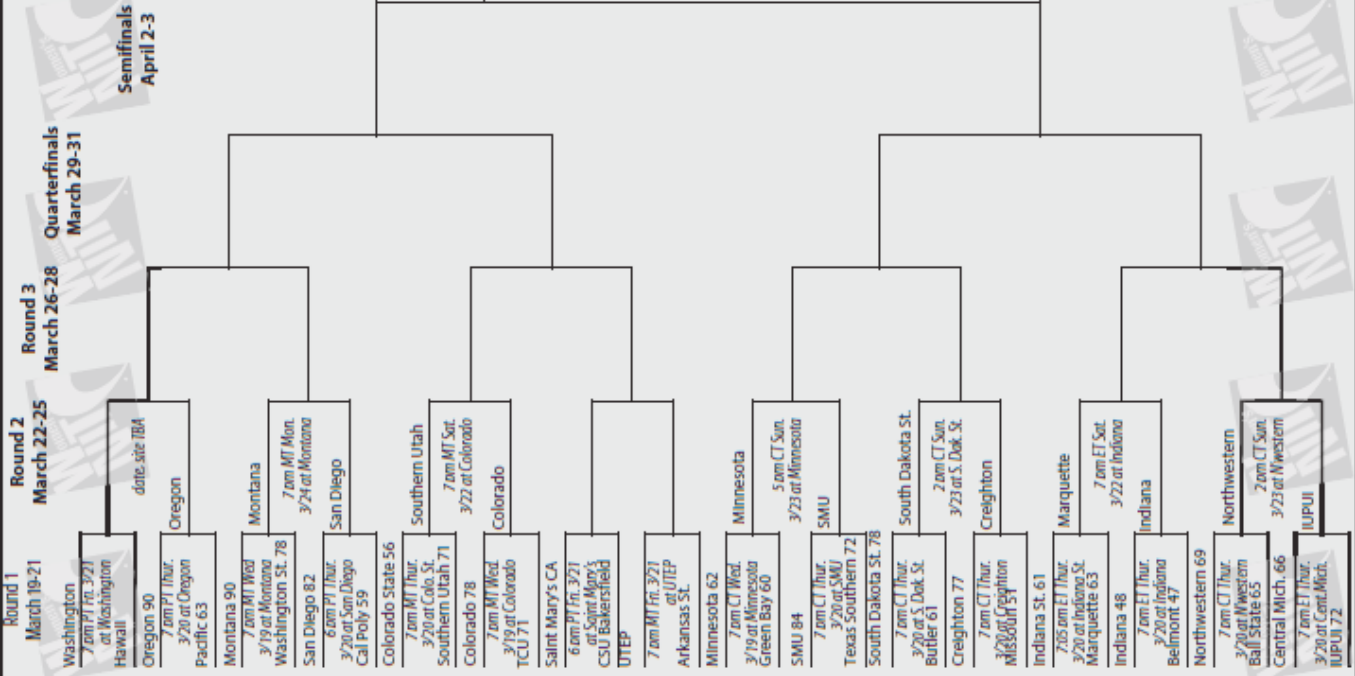 Round 1
March 19-21
Round 2
March 22-25
Round 3
March 26-28
Quarterfinals
March 29-31
Semifinals
April 2-3
Washington
7 pm PT Fri. 3/21
at Washington
Hawaii
Oregon 90
7 pm PT Thur.
3/20 at Oregon
Pacific 63
Montana 90
7 pm MT Wed
3/19 at Montana
Washington St. 78
San Diego 82
6 pm PT Thur.
3/20 at San Diego
Cal Poly 59
Colorado State 56
7 pm MT Thur.
3/20 at Colo. St.
Southern Utah 71
Colorado 78
7 pm MT Wed.
3/19 at Colorado
TCU 71
Saint Mary's CA
6 pm PT Fri. 3/21
at Saint Mary's
CSU Bakersfield
UTEP
7 pm MT Fri. 3/21
at UTEP
Arkansas St.
Minnesota 62
7 pm CT Wed.
3/19 at Minnesota
Green Bay 60
SMU 84
7 pm CT Thur.
3/20 at SMU
Texas Southern 72
South Dakota St. 78
7 pm CT Thur.
3/20 at S. Dak. St.
Butler 61
Creighton 77
7 pm CT Thur.
3/20 at Creighton
Missouri 51
Indiana St. 61
7:05 pm ET Thur.
3/20 at Indiana St.
Marquette 63
Indiana 48
7 pm ET Thur.
3/20 at Indiana
Belmont 47
Northwestern 69
7 pm CT Thur.
3/20 at N'western
Ball State 65
Central Mich. 66
7 pm ET Thur.
3/20 at Cent. Mich.
IUPUI 72
date, site TBA
Oregon
Montana
7 pm MT Mon.
3/24 at Montana
San Diego
Southern Utah
7 pm MT Sat.
3/22 at Colorado
Colorado
Minnesota
5 pm CT Sun.
3/23 at Minnesota
SMU
South Dakota St.
2 pm CT Sun.
3/23 at S. Dak. St.
Creighton
Marquette
7 pm ET Sat.
3/22 at Indiana
Indiana
Northwestern
2 pm CT Sun.
3/23 at N'western
IUPUI